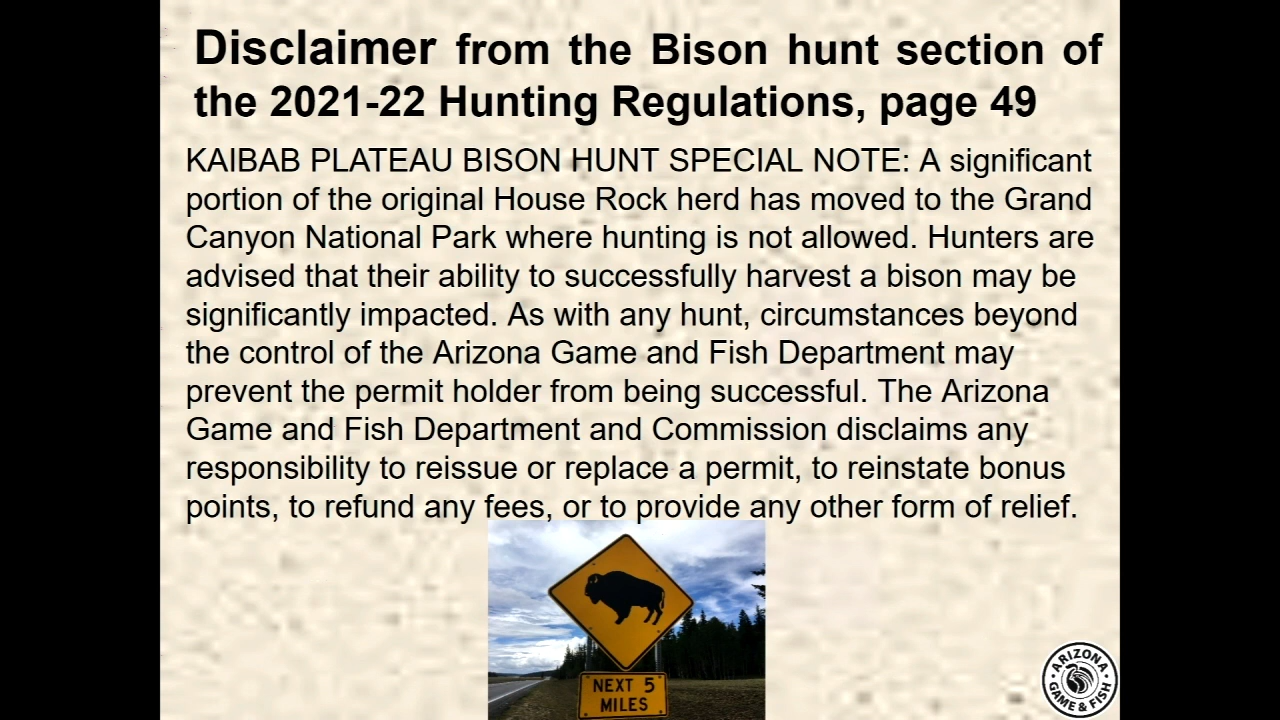 Disclaimer from the Bison hunt section of
the 2021-22 Hunting Regulations, page 49
KAIBAB PLATEAU BISON HUNT SPECIAL NOTE: A significant
portion of the original House Rock herd has moved to the Grand
Canyon National Park where hunting is not allowed. Hunters are
advised that their ability to successfully harvest a bison may be
significantly impacted. As with any hunt, circumstances beyond
the control of the Arizona Game and Fish Department may
prevent the permit holder from being successful. The Arizona
Game and Fish Department and Commission disclaims any
responsibility to reissue or replace a permit, to reinstate bonus
points, to refund any fees, or to provide any other form of relief.
NEXT 5
MILES
ARIZONA
GAME & FISH